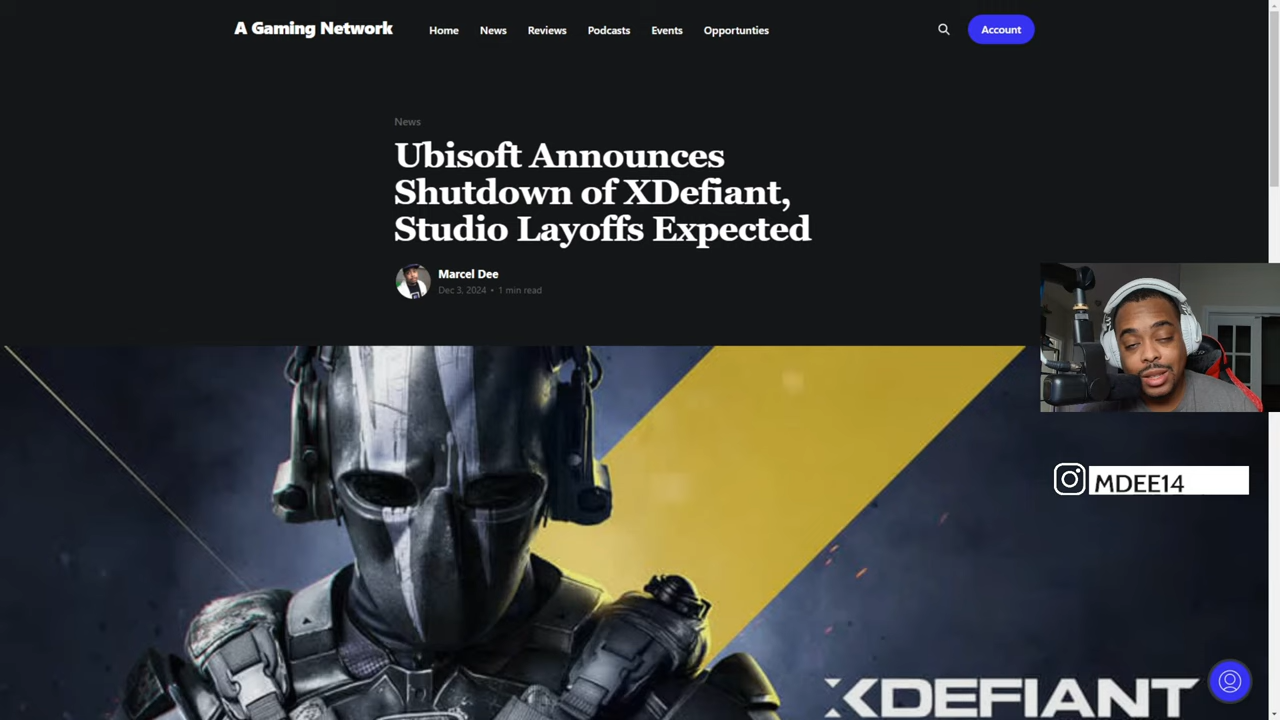 A Gaming Network
Home News Reviews Podcasts Events Opportunties
Account
News
Ubisoft Announces
Shutdown of XDefiant,
Studio Layoffs Expected
Marcel Dee
Dec 3, 2024 • 1 min read
MDEE14
XDEFIANT